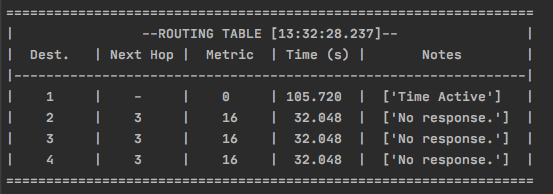 =================================================================
|                --ROUTING TABLE [13:32:28.237]--               |
|  Dest.   | Next Hop |  Metric  | Time (s) |       Notes        |
|---------------------------------------------------------------|
|    1     |    -     |    0     | 105.720  |  ['Time Active']   |
|    2     |    3     |    16    |  32.048  |  ['No response.']  |
|    3     |    3     |    16    |  32.048  |  ['No response.']  |
|    4     |    3     |    16    |  32.048  |  ['No response.']  |
=================================================================